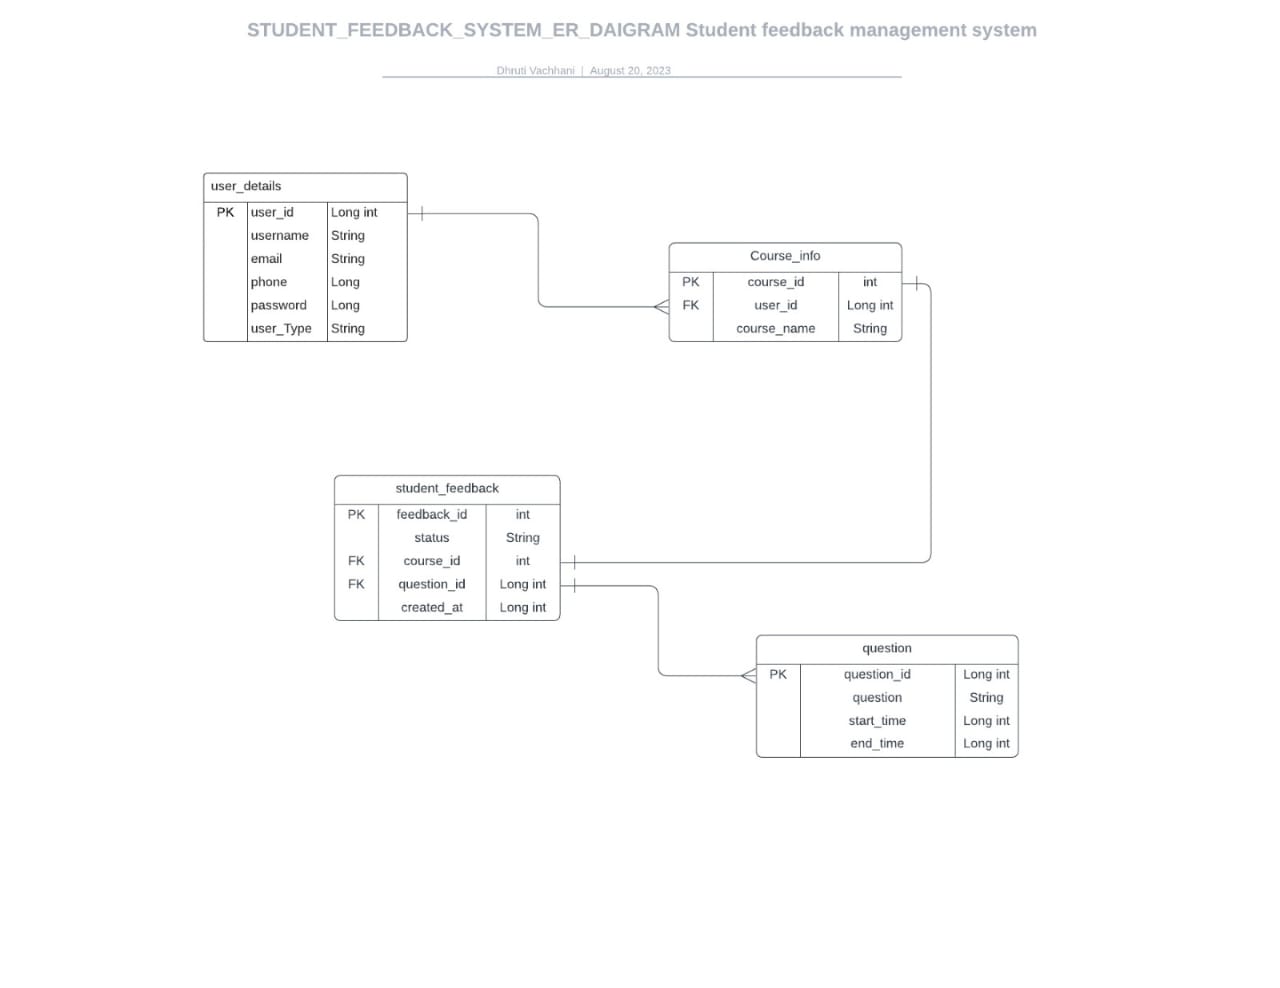 STUDENT_FEEDBACK_SYSTEM_ER_DAIGRAM Student feedback management system
Dhruti Vachhani | August 20, 2023
user_details
PK user_id Long int
username String
email String
phone Long
password Long
user_Type String
Course_info
PK course_id int
FK user_id Long int
course_name String
student_feedback
PK feedback_id int
status String
FK course_id int
FK question_id Long int
created_at Long int
question
PK question_id Long int
question String
start_time Long int
end_time Long int